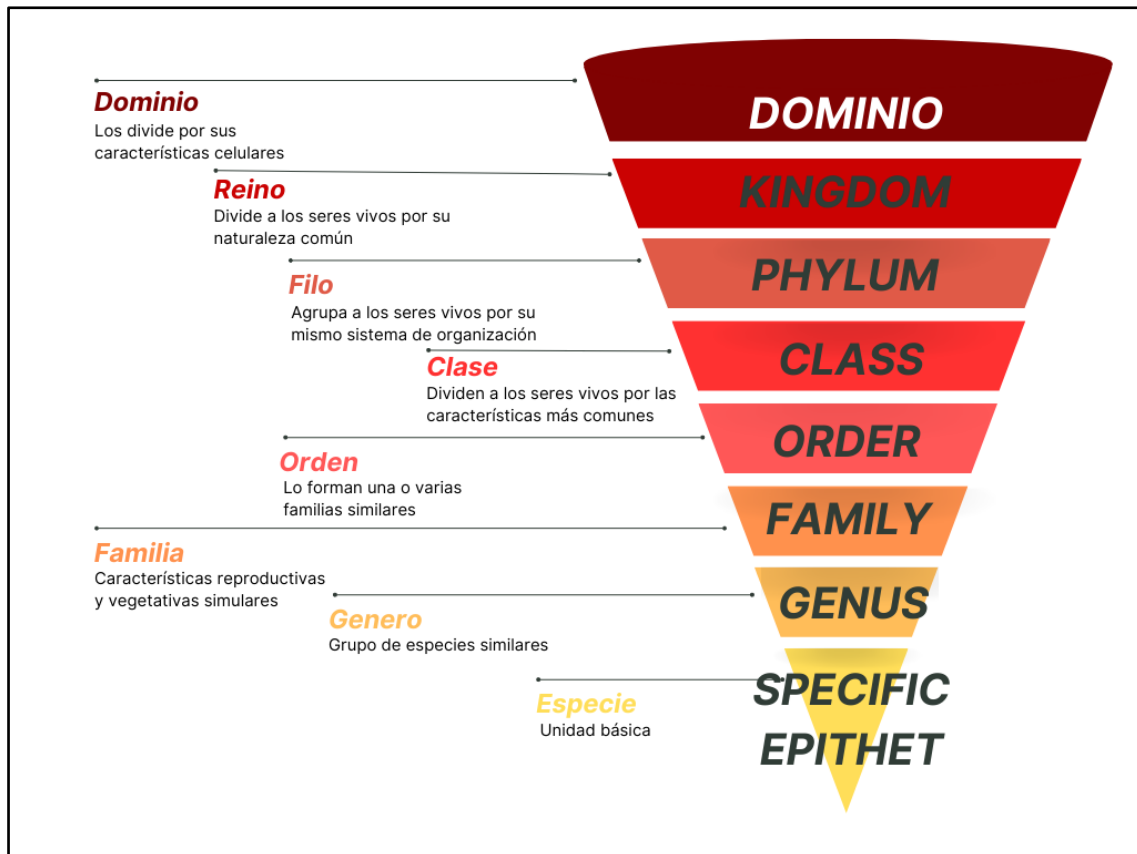 DOMINIO
Dominio
Los divide por sus
características celulares
KINGDOM
Reino
Divide a los seres vivos por su
naturaleza común
PHYLUM
Filo
Agrupa a los seres vivos por su
mismo sistema de organización
CLASS
Clase
Dividen a los seres vivos por las
características más comunes
ORDER
Orden
Lo forman una o varias
familias similares
FAMILY
Familia
Características reproductivas
y vegetativas simulares
GENUS
Genero
Grupo de especies similares
SPECIFIC
EPITHET
Especie
Unidad básica